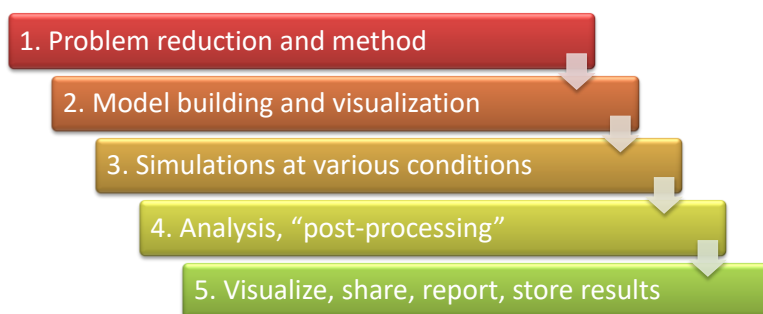 1. Problem reduction and method
2. Model building and visualization
3. Simulations at various conditions
4. Analysis, “post-processing”
5. Visualize, share, report, store results